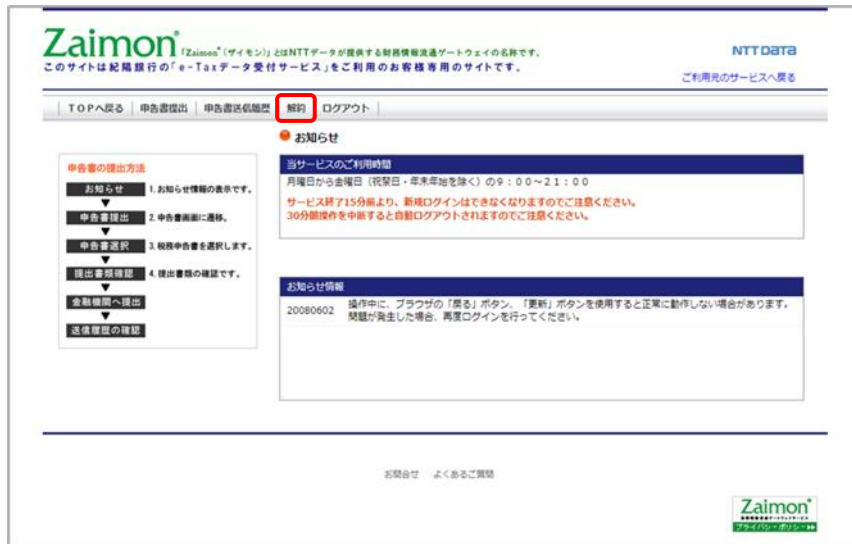 Zaimon® 「Zaimon®(ザイモン)」とはNTTデータが提供する財務情報流通ゲートウェイの名称です。
NTT DATA
このサイトは紀陽銀行の「e-Taxデータ受付サービス」をご利用のお客様専用のサイトです。
ご利用元のサービスへ戻る
TOPへ戻る 申告書提出 申告書送信履歴 解約 ログアウト
お知らせ
申告書の提出方法
お知らせ 1.お知らせ情報の表示です。
申告書提出 2.申告書画面に遷移。
申告書選択 3.税務申告書を選択します。
提出書類確認 4.提出書類の確認です。
金融機関へ提出
送信履歴の確認
当サービスのご利用時間
月曜日から金曜日(祝祭日・年末年始を除く)の9:00~21:00
サービス終了15分前より、新規ログインはできなくなりますのでご注意ください。
30分間操作を中断すると自動ログアウトされますのでご注意ください。
お知らせ情報
20080602 操作中に、ブラウザの「戻る」ボタン、「更新」ボタンを使用すると正常に動作しない場合があります。
問題が発生した場合、再度ログインを行ってください。
お問合せ よくあるご質問
Zaimon®
プライバシーポリシー